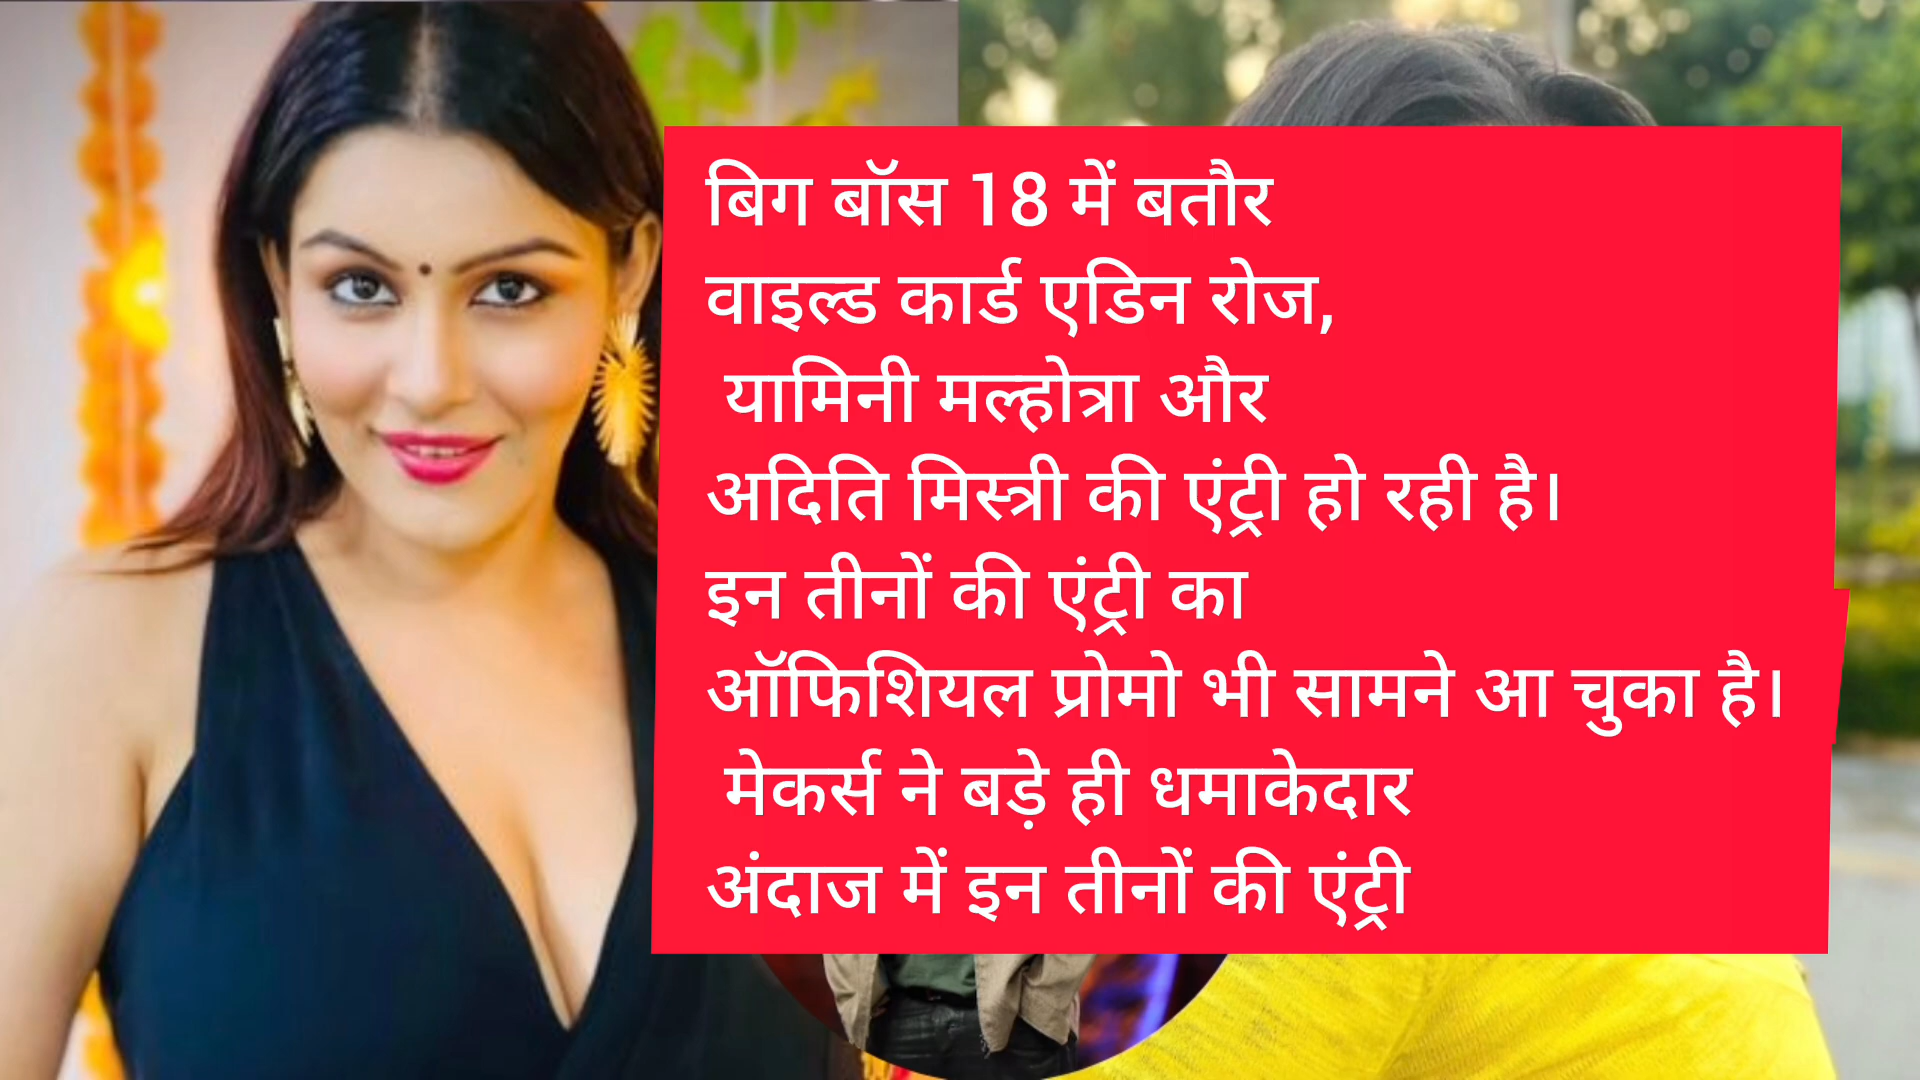 बिग बॉस 18 में बतौर
वाइल्ड कार्ड एडिन रोज,
यामिनी मल्होत्रा और
अदिति मिस्त्री की एंट्री हो रही है।
इन तीनों की एंट्री का
ऑफिशियल प्रोमो भी सामने आ चुका है।
मेकर्स ने बड़े ही धमाकेदार
अंदाज में इन तीनों की एंट्री